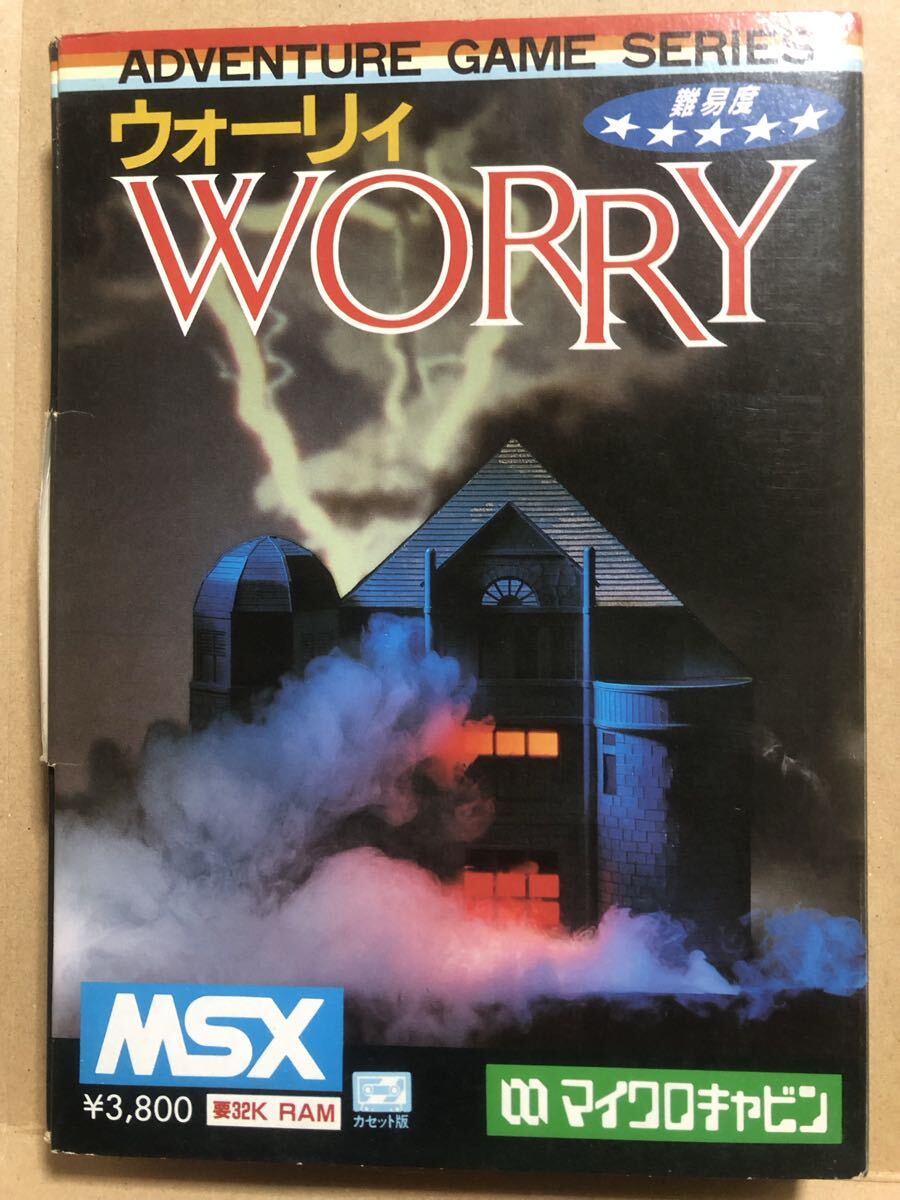 ADVENTURE GAME SERIES
ウォーリィ
難易度
★★★★★
WORRY
MSX
¥3,800
要32K RAM
カセット版
マイクロキャビン